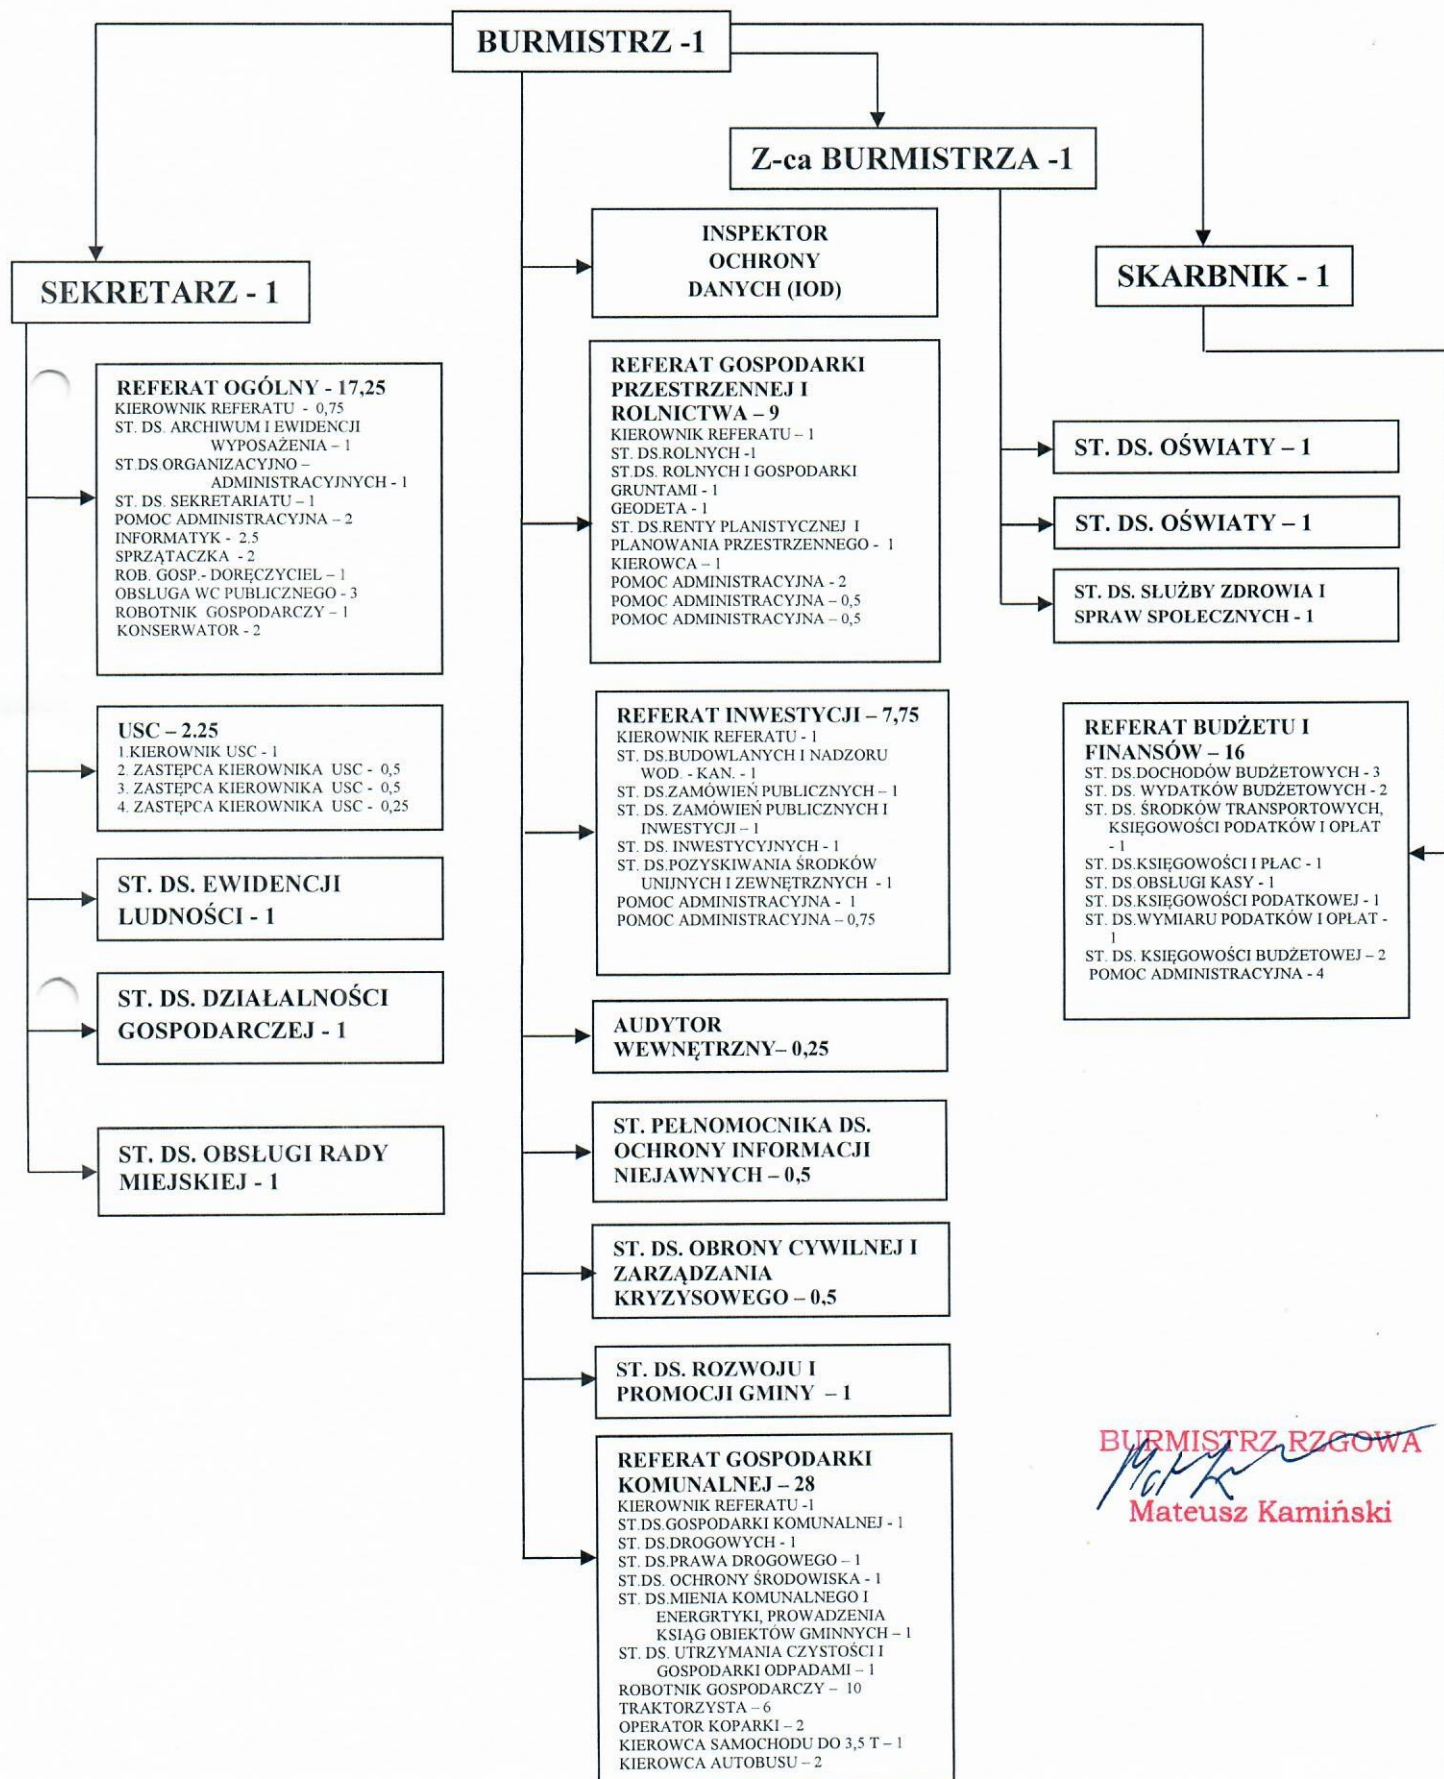 BURMISTRZ -1
Z-ca BURMISTRZA -1
SEKRETARZ - 1
INSPEKTOR
OCHRONY
DANYCH (IOD)
SKARBNIK - 1
REFERAT OGÓLNY - 17,25
KIEROWNIK REFERATU - 0,75
ST. DS. ARCHIWUM I EWIDENCJI
WYPOSAŻENIA – 1
ST.DS.ORGANIZACYJNO –
ADMINISTRACYJNYCH - 1
ST. DS. SEKRETARIATU – 1
POMOC ADMINISTRACYJNA – 2
INFORMATYK - 2.5
SPRZĄTACZKA - 2
ROB. GOSP.- DORĘCZYCIEL – 1
OBSŁUGA WC PUBLICZNEGO - 3
ROBOTNIK GOSPODARCZY – 1
KONSERWATOR - 2
USC – 2.25
1.KIEROWNIK USC - 1
2. ZASTĘPCA KIEROWNIKA USC - 0,5
3. ZASTĘPCA KIEROWNIKA USC - 0,5
4. ZASTĘPCA KIEROWNIKA USC - 0,25
ST. DS. EWIDENCJI
LUDNOŚCI - 1
ST. DS. DZIAŁALNOŚCI
GOSPODARCZEJ - 1
ST. DS. OBSŁUGI RADY
MIEJSKIEJ - 1
REFERAT GOSPODARKI
PRZESTRZENNEJ I
ROLNICTWA – 9
KIEROWNIK REFERATU – 1
ST. DS.ROLNYCH -1
ST.DS. ROLNYCH I GOSPODARKI
GRUNTAMI - 1
GEODETA - 1
ST. DS.RENTY PLANISTYCZNEJ I
PLANOWANIA PRZESTRZENNEGO - 1
KIEROWCA – 1
POMOC ADMINISTRACYJNA - 2
POMOC ADMINISTRACYJNA – 0,5
POMOC ADMINISTRACYJNA – 0,5
REFERAT INWESTYCJI – 7,75
KIEROWNIK REFERATU - 1
ST. DS.BUDOWLANYCH I NADZORU
WOD. - KAN. - 1
ST. DS.ZAMÓWIEŃ PUBLICZNYCH – 1
ST. DS. ZAMÓWIEŃ PUBLICZNYCH I
INWESTYCJI – 1
ST. DS. INWESTYCYJNYCH - 1
ST. DS.POZYSKIWANIA ŚRODKÓW
UNIJNYCH I ZEWNĘTRZNYCH - 1
POMOC ADMINISTRACYJNA - 1
POMOC ADMINISTRACYJNA – 0,75
AUDYTOR
WEWNĘTRZNY– 0,25
ST. PEŁNOMOCNIKA DS.
OCHRONY INFORMACJI
NIEJAWNYCH – 0,5
ST. DS. OBRONY CYWILNEJ I
ZARZĄDZANIA
KRYZYSOWEGO – 0,5
ST. DS. ROZWOJU I
PROMOCJI GMINY – 1
REFERAT GOSPODARKI
KOMUNALNEJ – 28
KIEROWNIK REFERATU -1
ST.DS.GOSPODARKI KOMUNALNEJ - 1
ST. DS.DROGOWYCH - 1
ST. DS.PRAWA DROGOWEGO – 1
ST.DS. OCHRONY ŚRODOWISKA - 1
ST. DS.MIENIA KOMUNALNEGO I
ENERGRTYKI, PROWADZENIA
KSIĄG OBIEKTÓW GMINNYCH – 1
ST. DS. UTRZYMANIA CZYSTOŚCI I
GOSPODARKI ODPADAMI – 1
ROBOTNIK GOSPODARCZY – 10
TRAKTORZYSTA – 6
OPERATOR KOPARKI – 2
KIEROWCA SAMOCHODU DO 3,5 T – 1
KIEROWCA AUTOBUSU – 2
ST. DS. OŚWIATY – 1
ST. DS. OŚWIATY – 1
ST. DS. SŁUŻBY ZDROWIA I
SPRAW SPOŁECZNYCH - 1
REFERAT BUDŻETU I
FINANSÓW – 16
ST. DS.DOCHODÓW BUDŻETOWYCH - 3
ST. DS. WYDATKÓW BUDŻETOWYCH - 2
ST. DS. ŚRODKÓW TRANSPORTOWYCH,
KSIĘGOWOŚCI PODATKÓW I OPŁAT
- 1
ST. DS.KSIĘGOWOŚCI I PŁAC - 1
ST. DS.OBSŁUGI KASY - 1
ST. DS.KSIĘGOWOŚCI PODATKOWEJ - 1
ST. DS.WYMIARU PODATKÓW I OPŁAT -
1
ST. DS. KSIĘGOWOŚCI BUDŻETOWEJ – 2
POMOC ADMINISTRACYJNA - 4
BURMISTRZ RZGOWA
Mateusz Kamiński